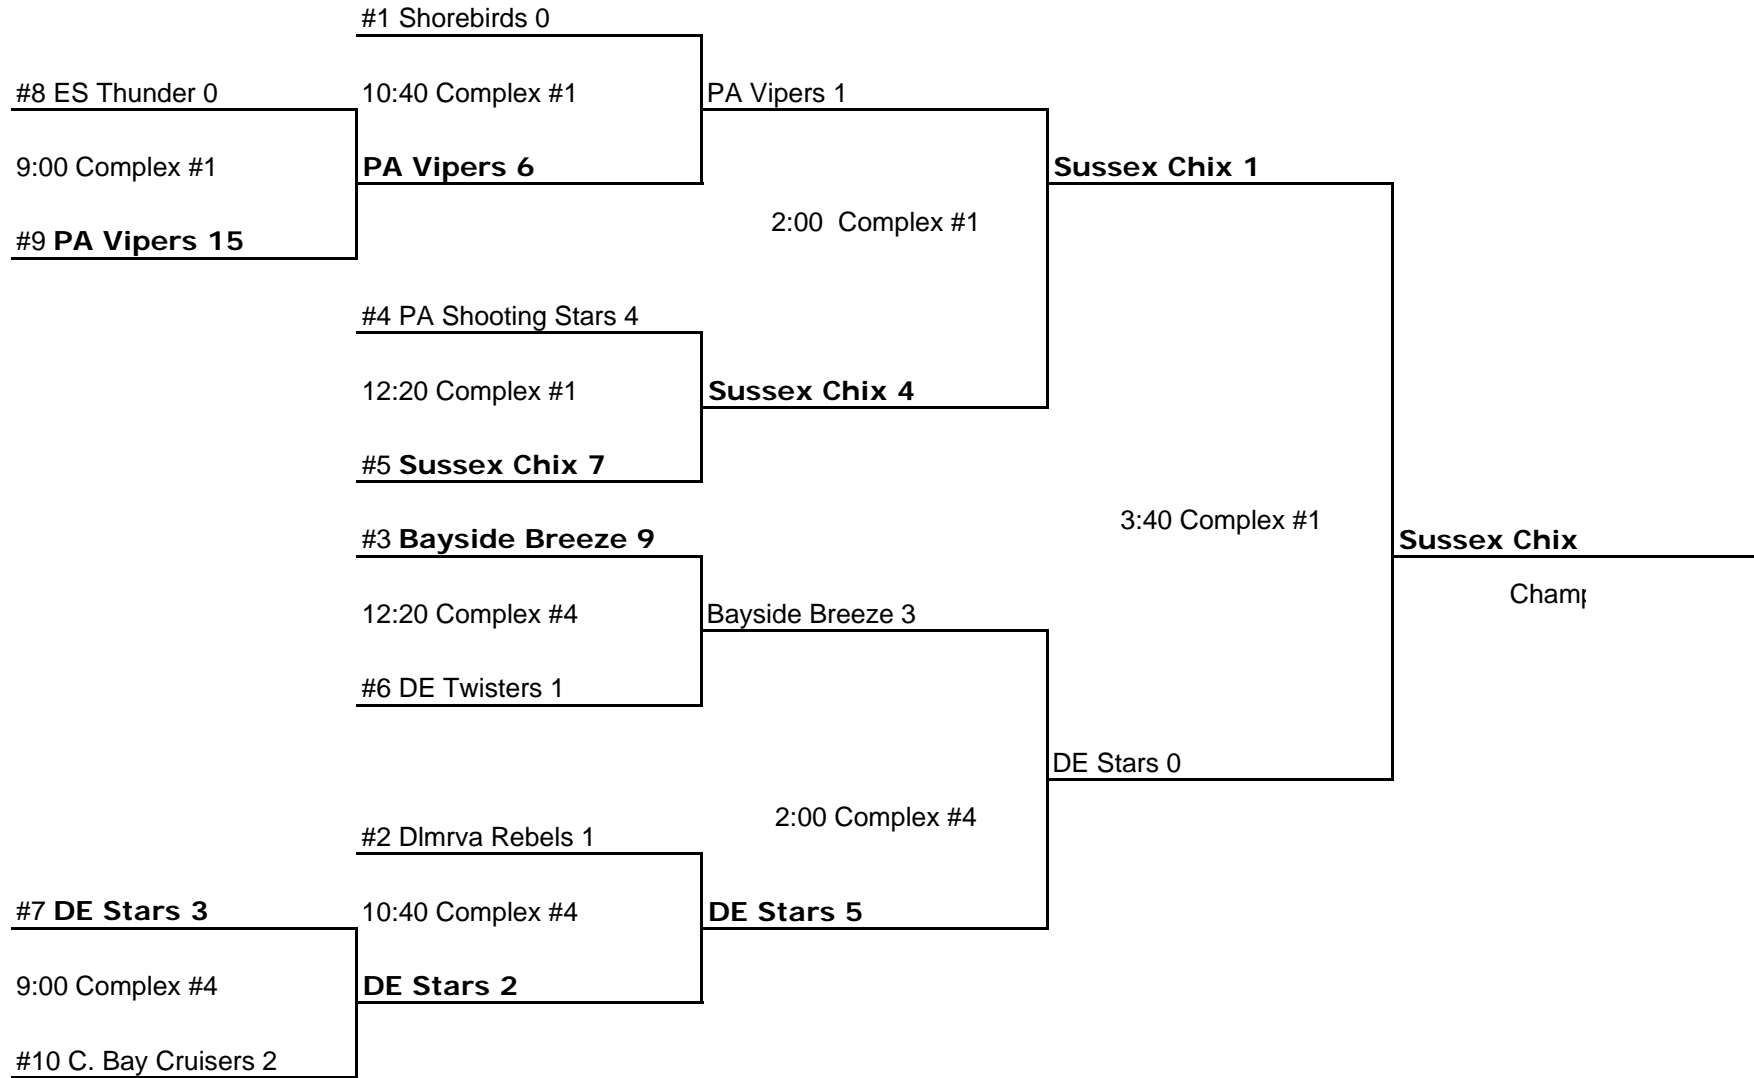 #1 Shorebirds 0
#8 ES Thunder 0
10:40 Complex #1
PA Vipers 1
9:00 Complex #1
PA Vipers 6
Sussex Chix 1
2:00 Complex #1
#9 PA Vipers 15
#4 PA Shooting Stars 4
12:20 Complex #1
Sussex Chix 4
#5 Sussex Chix 7
3:40 Complex #1
#3 Bayside Breeze 9
Sussex Chix
Champ
12:20 Complex #4
Bayside Breeze 3
#6 DE Twisters 1
DE Stars 0
2:00 Complex #4
#2 Dlmrva Rebels 1
#7 DE Stars 3
10:40 Complex #4
DE Stars 5
9:00 Complex #4
DE Stars 2
#10 C. Bay Cruisers 2